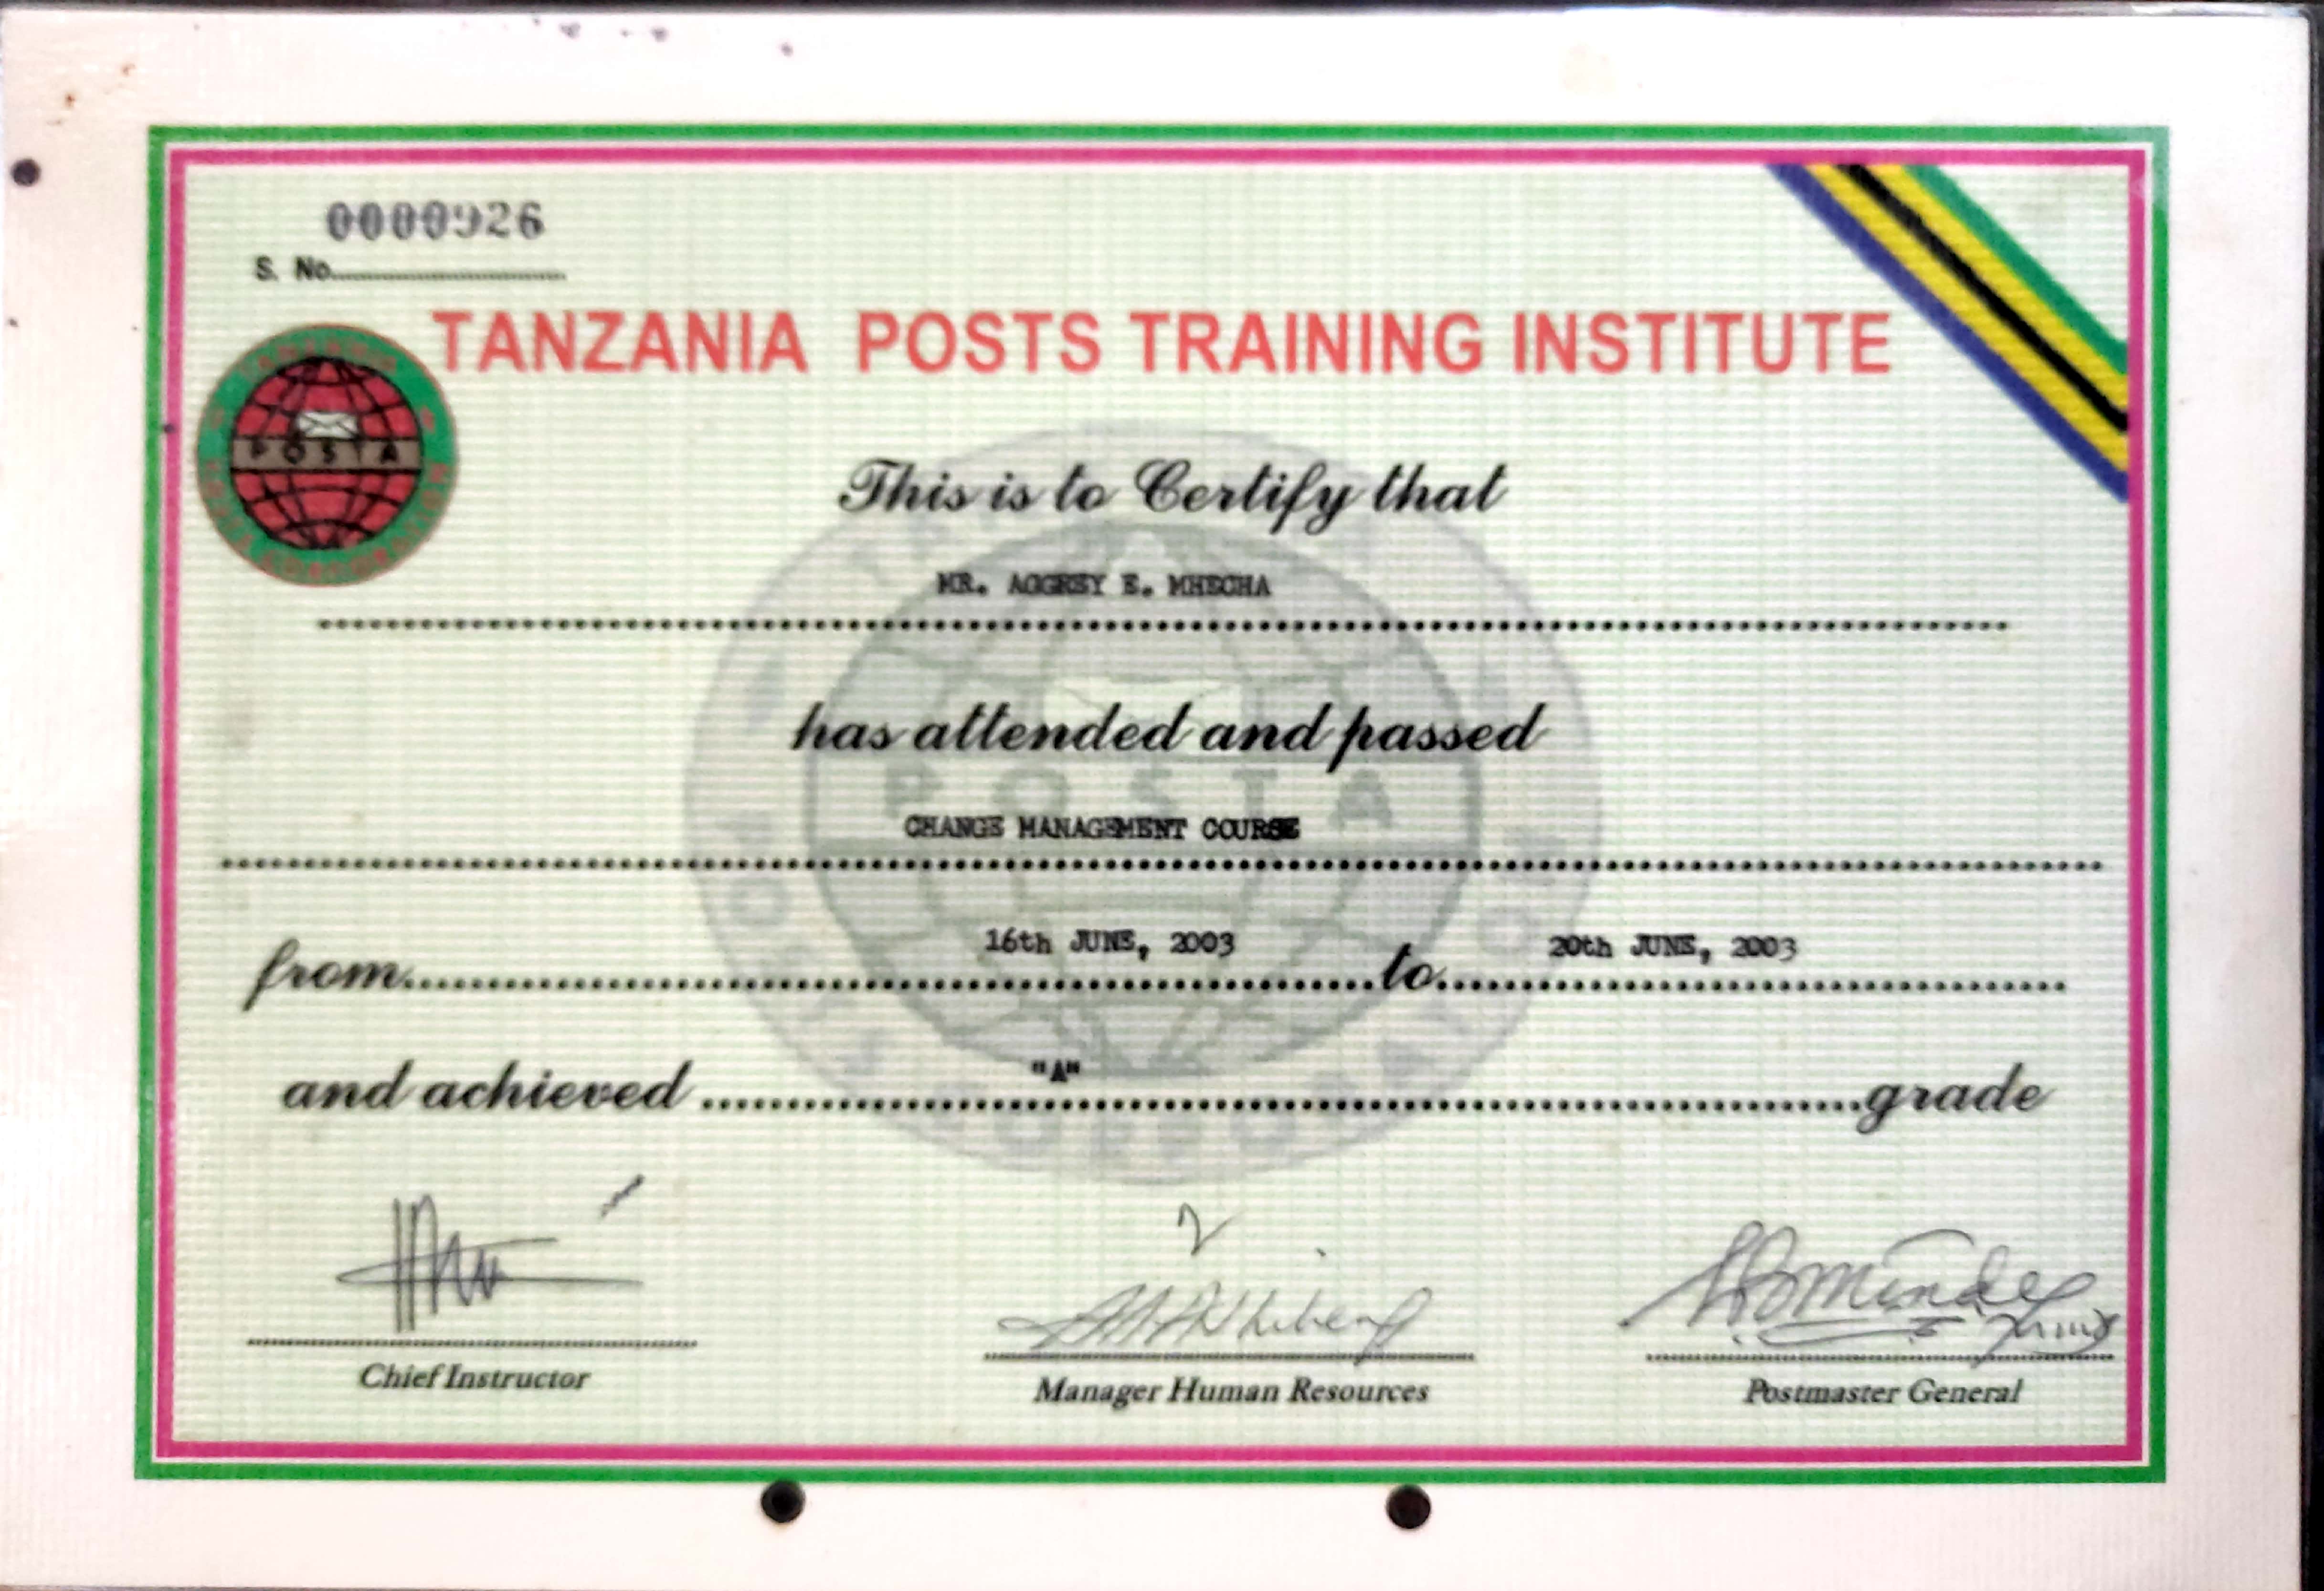 0000926
S. No.
TANZANIA POSTS TRAINING INSTITUTE
POSTA
This is to Certify that
MR. AGGREY E. MHECHA
has attended and passed
POSTA
CHANGE MANAGEMENT COURSE
from 16th JUNE, 2003 to 20th JUNE, 2003
and achieved "A" grade
Chief Instructor
Manager Human Resources
Postmaster General